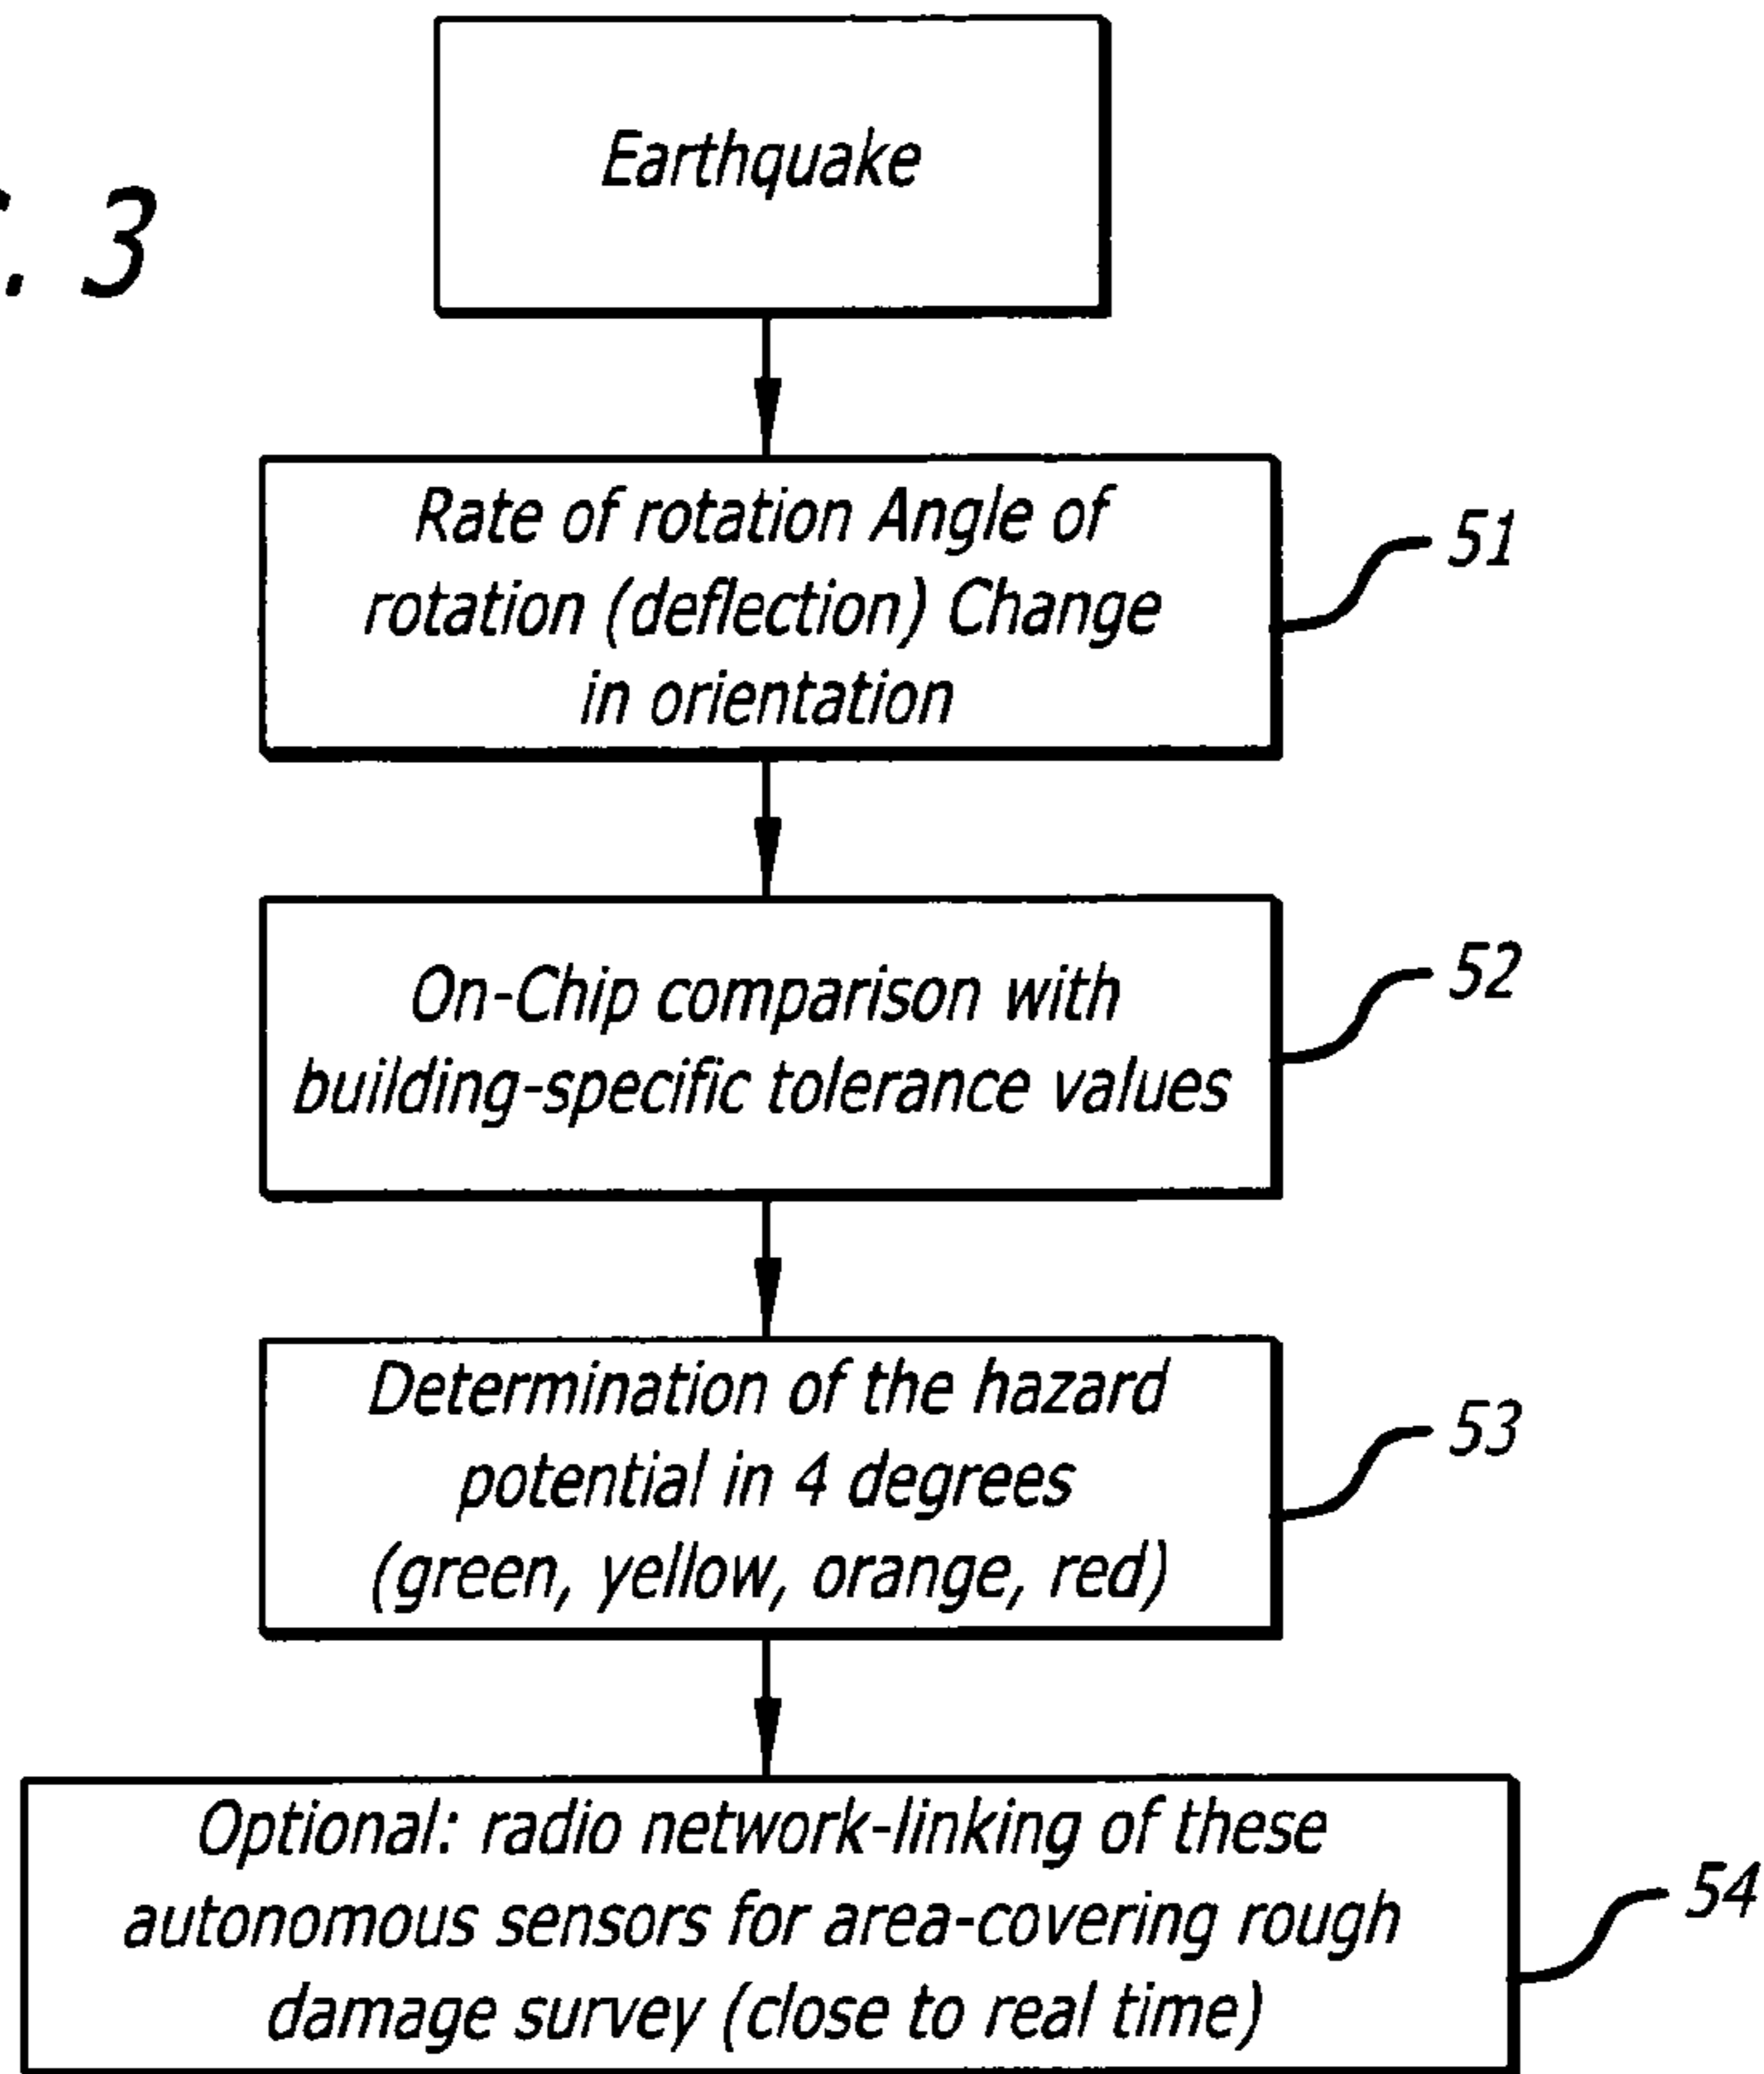 . 3
Earthquake
Rate of rotation Angle of
rotation (deflection) Change
in orientation
51
On-Chip comparison with
building-specific tolerance values
52
Determination of the hazard
potential in 4 degrees
(green, yellow, orange, red)
53
Optional: radio network-linking of these
autonomous sensors for area-covering rough
damage survey (close to real time)
54